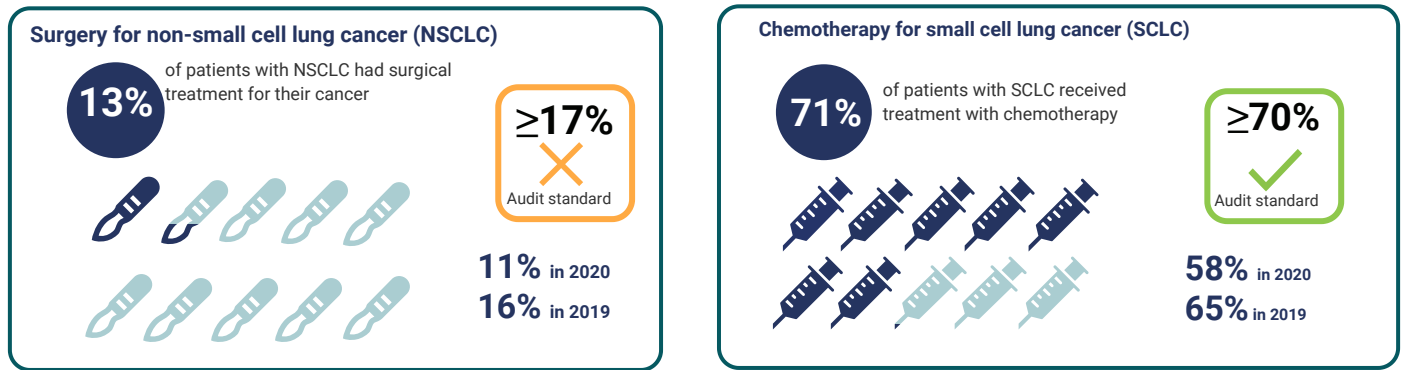 Surgery for non-small cell lung cancer (NSCLC)
13%
of patients with NSCLC had surgical
treatment for their cancer
≥17%
Audit standard
11% in 2020
16% in 2019
Chemotherapy for small cell lung cancer (SCLC)
71%
of patients with SCLC received
treatment with chemotherapy
≥70%
Audit standard
58% in 2020
65% in 2019